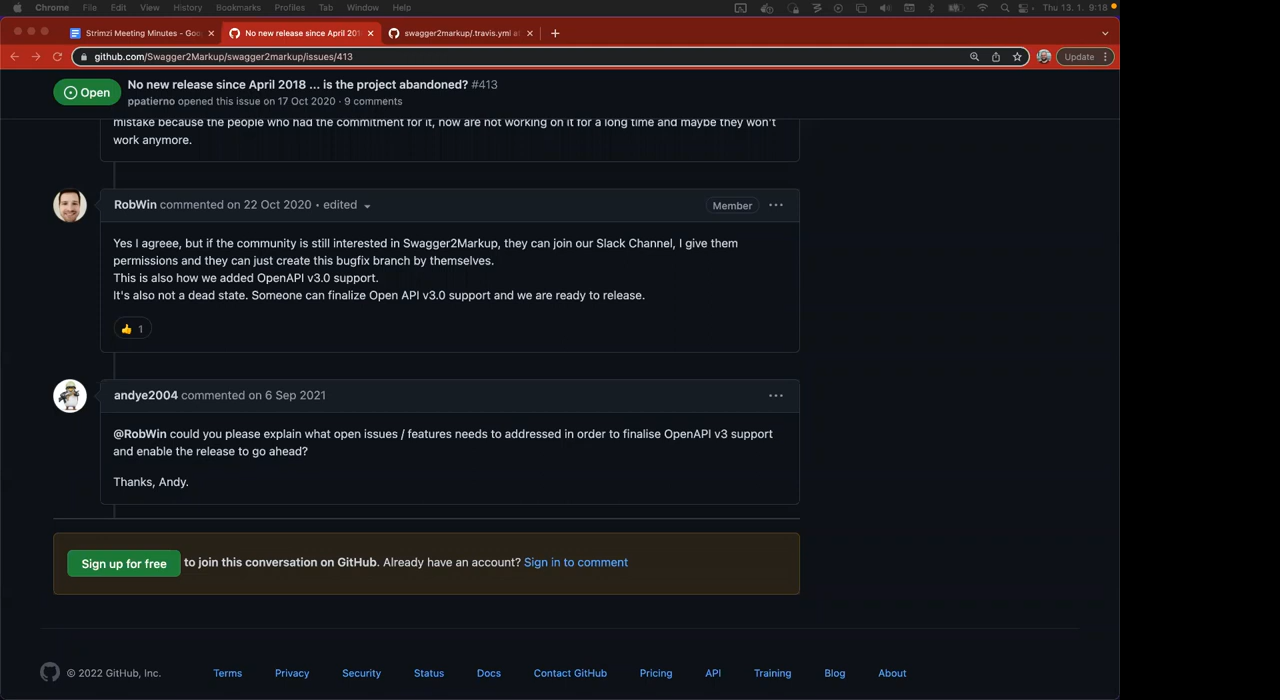 Chrome File Edit View History Bookmarks Profiles Tab Window Help Thu 13. 1. 9:18
Strimzi Meeting Minutes - Goo
No new release since April 201
swagger2markup/.travis.yml at
github.com/Swagger2Markup/swagger2markup/issues/413
Update
Open
No new release since April 2018 ... is the project abandoned? #413
ppatierno opened this issue on 17 Oct 2020 · 9 comments
mistake because the people who had the commitment for it, now are not working on it for a long time and maybe they won't
work anymore.
RobWin commented on 22 Oct 2020 • edited
Member
Yes I agreee, but if the community is still interested in Swagger2Markup, they can join our Slack Channel, I give them
permissions and they can just create this bugfix branch by themselves.
This is also how we added OpenAPI v3.0 support.
It's also not a dead state. Someone can finalize Open API v3.0 support and we are ready to release.
1
andye2004 commented on 6 Sep 2021
@RobWin could you please explain what open issues / features needs to addressed in order to finalise OpenAPI v3 support
and enable the release to go ahead?
Thanks, Andy.
Sign up for free to join this conversation on GitHub. Already have an account? Sign in to comment
© 2022 GitHub, Inc. Terms Privacy Security Status Docs Contact GitHub Pricing API Training Blog About